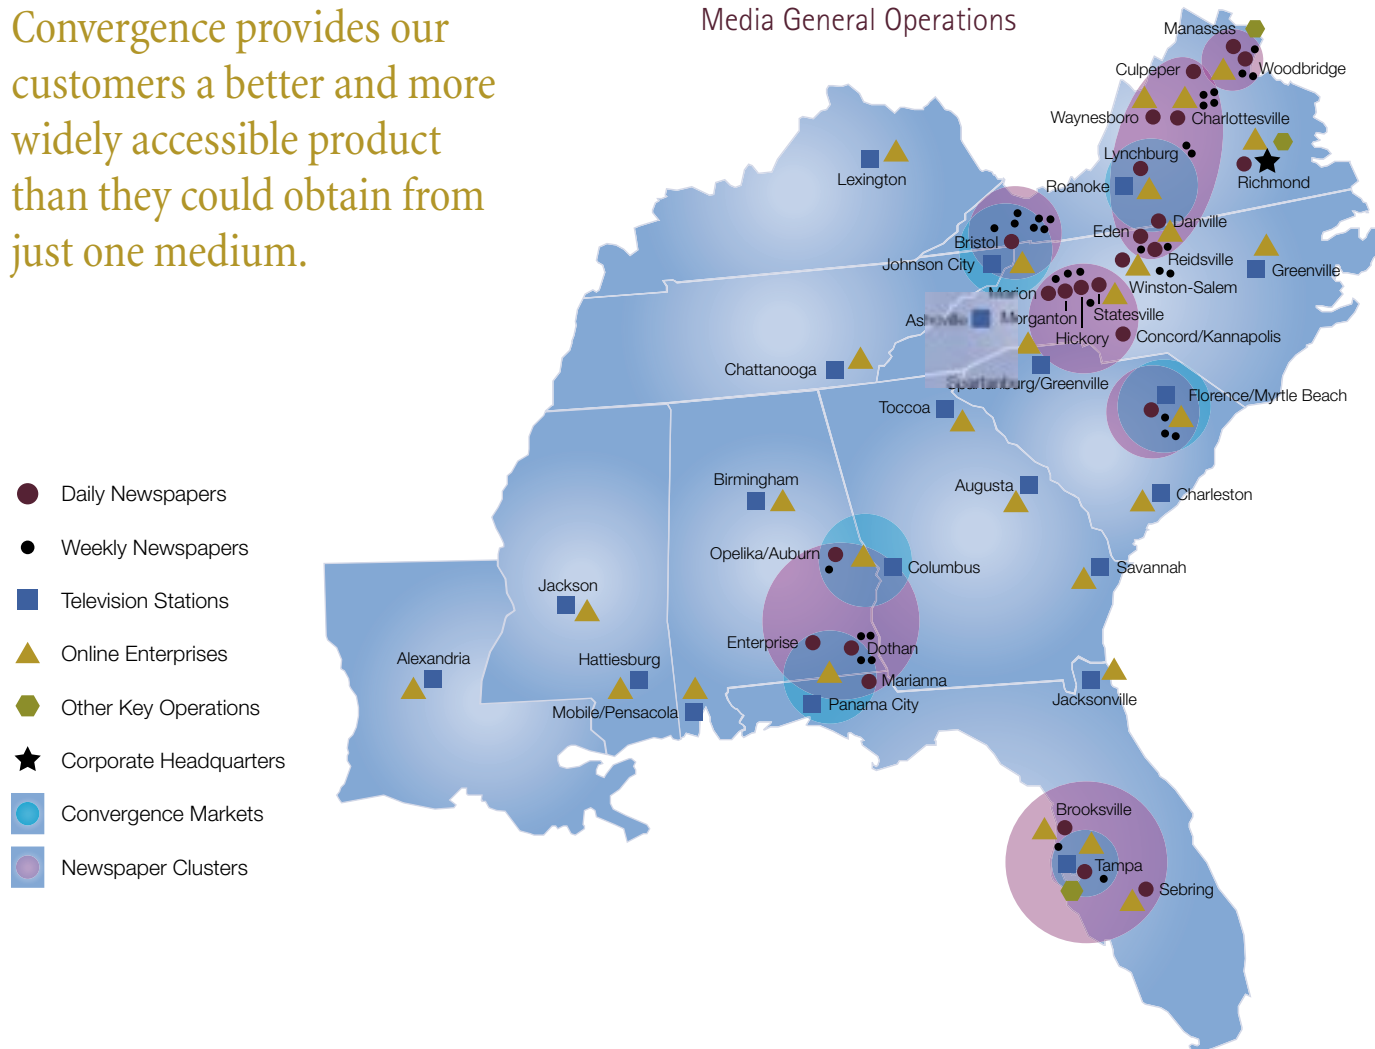 Convergence provides our
customers a better and more
widely accessible product
than they could obtain from
just one medium.
Media General Operations
Manassas
Woodbridge
Culpeper
Waynesboro
Charlottesville
Lynchburg
Roanoke
Richmond
Lexington
Danville
Eden
Bristol
Reidsville
Johnson City
Greenville
Winston-Salem
Marion
Morganton
Statesville
Hickory
Concord/Kannapolis
Chattanooga
Spartanburg/Greenville
Toccoa
Florence/Myrtle Beach
Birmingham
Augusta
Charleston
Opelika/Auburn
Columbus
Savannah
Jackson
Enterprise
Dothan
Alexandria
Hattiesburg
Marianna
Mobile/Pensacola
Panama City
Jacksonville
Brooksville
Tampa
Sebring
Daily Newspapers
Weekly Newspapers
Television Stations
Online Enterprises
Other Key Operations
Corporate Headquarters
Convergence Markets
Newspaper Clusters